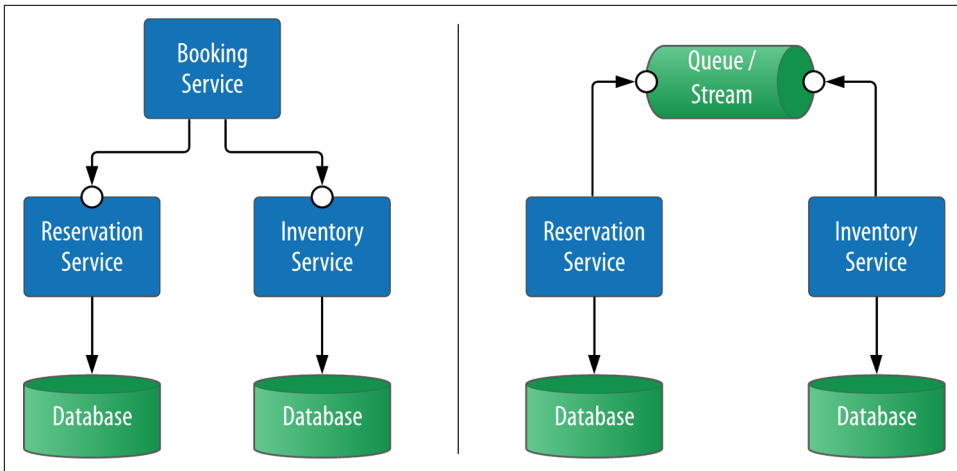 Booking
Service
Reservation
Service
Inventory
Service
Database
Database
Queue /
Stream
Reservation
Service
Inventory
Service
Database
Database